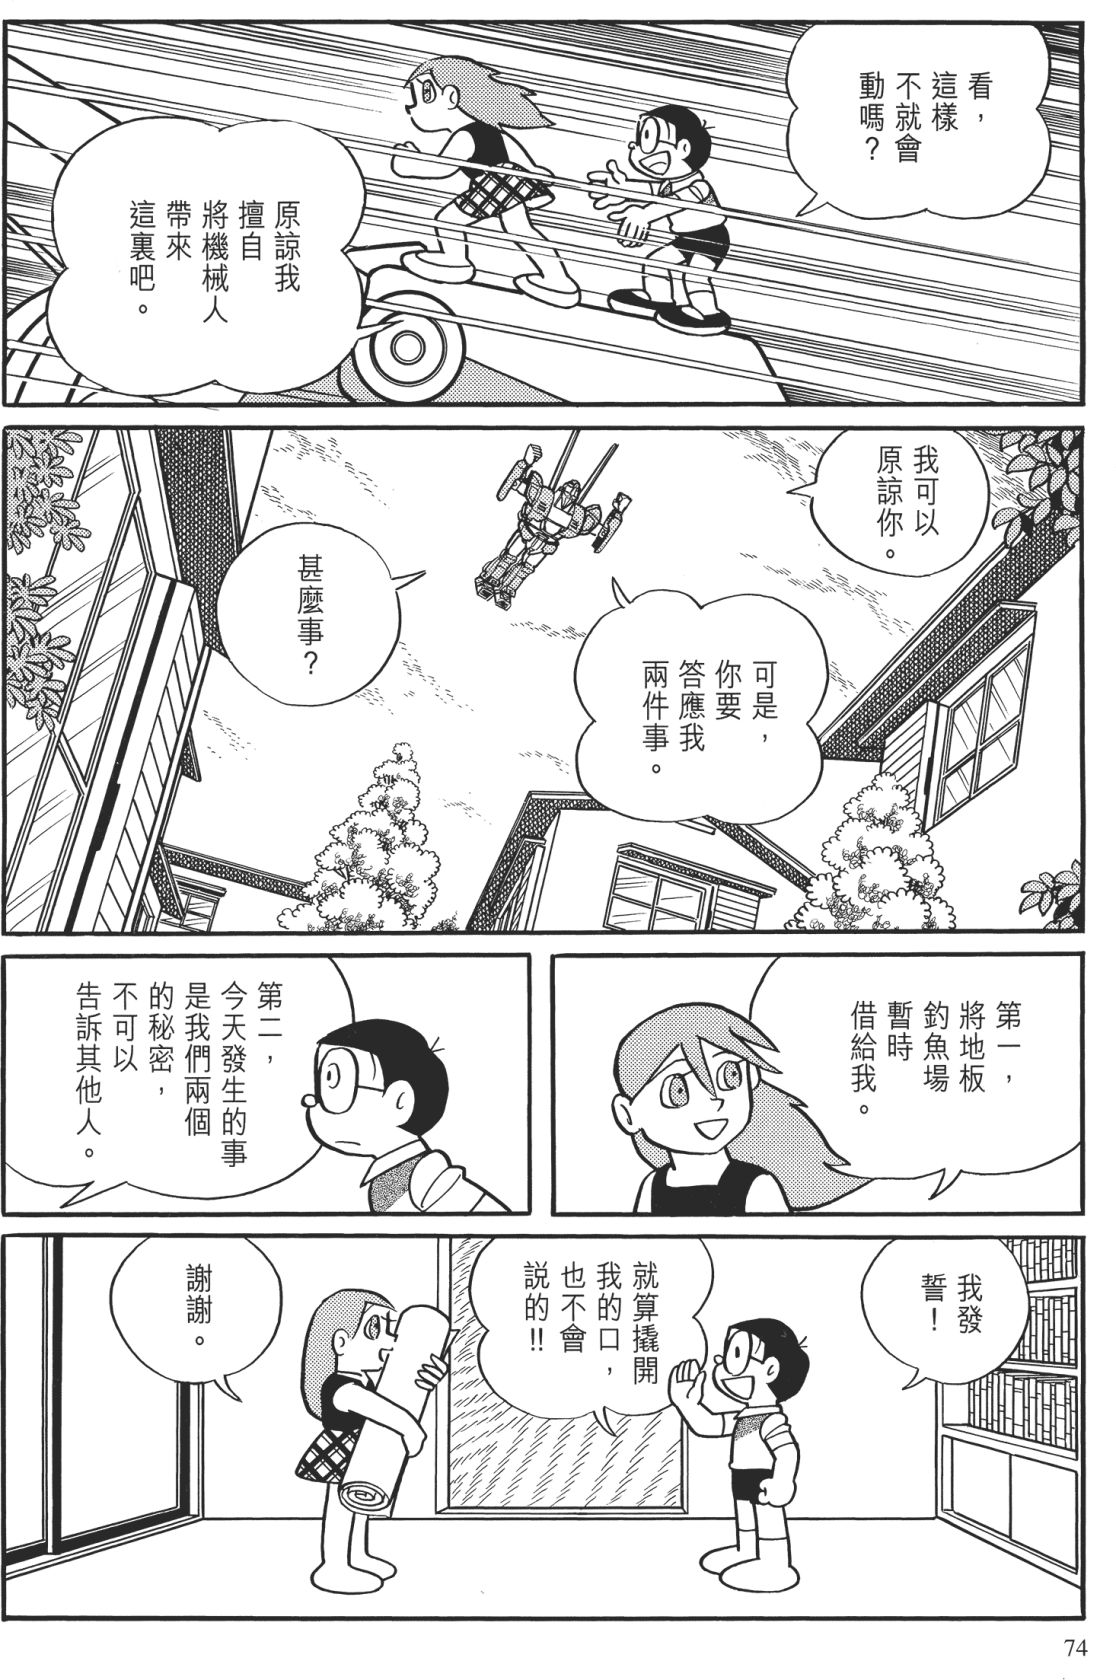 看，
這樣
不就會
動嗎？
原諒我
擅自
將機械人
帶來
這裏吧。
我可以
原諒你。
可是，
你要
答應我
兩件事。
甚麼事？
第一，
將地板
釣魚場
暫時
借給我。
第二，
今天發生的事
是我們兩個
的秘密，
不可以
告訴其他人。
我發
誓！
就算撬開
我的口，
也不會
説的!!
謝謝。
74